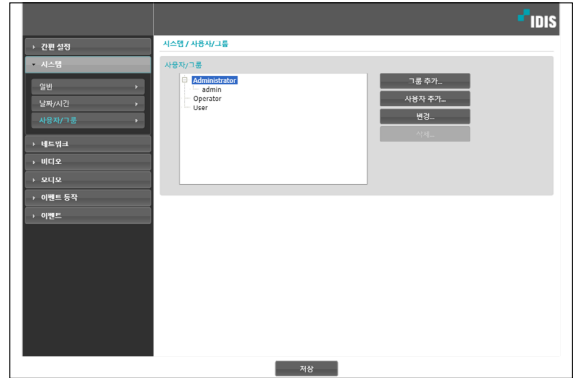 IDIS
시스템 / 사용자/그룹
간편 설정
시스템
일반
날짜/시간
사용자/그룹
네트워크
비디오
오디오
이벤트 동작
이벤트
사용자/그룹
Administrator
admin
Operator
User
그룹 추가...
사용자 추가...
변경...
삭제...
저장